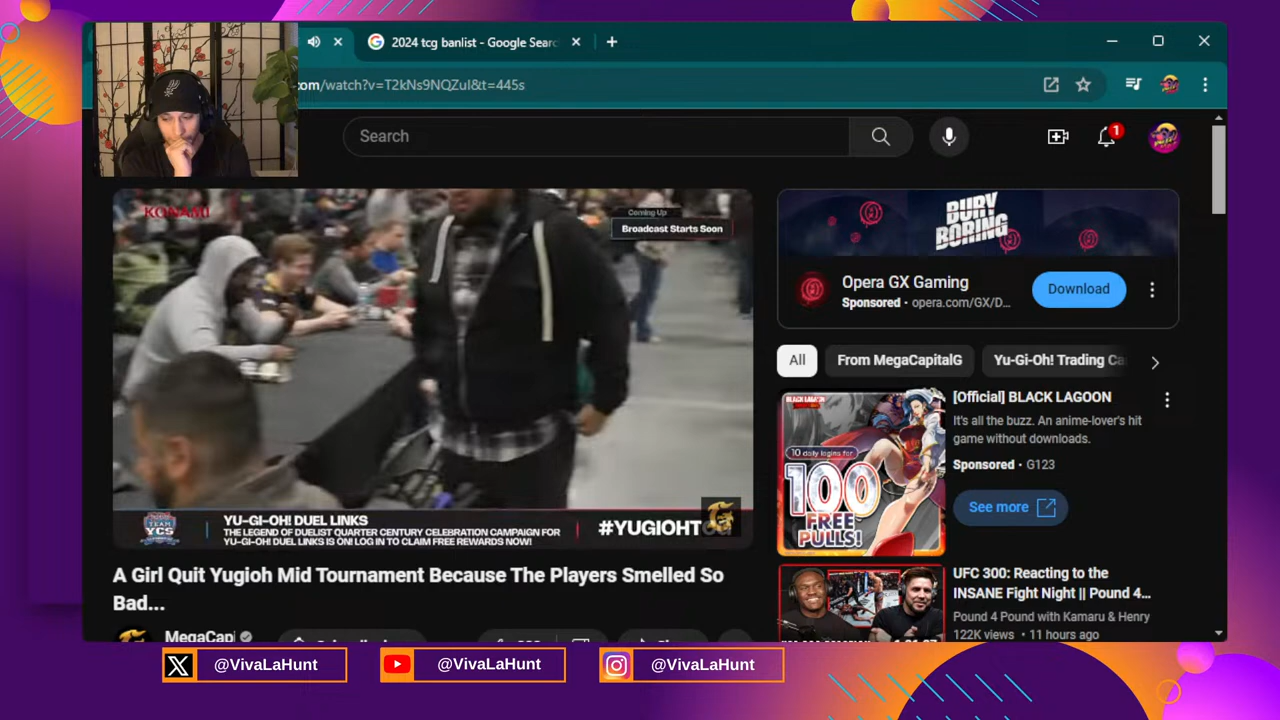 2024 tcg banlist - Google Searc
com/watch?v=T2kNs9NQZuI&t=445s
Search
1
KONAMI
Coming Up
Broadcast Starts Soon
TEAM
YCS
YU-GI-OH! DUEL LINKS
THE LEGEND OF DUELIST QUARTER CENTURY CELEBRATION CAMPAIGN FOR
YU-GI-OH! DUEL LINKS IS ON! LOG IN TO CLAIM FREE REWARDS NOW!
#YUGIOHT
A Girl Quit Yugioh Mid Tournament Because The Players Smelled So
Bad...
MegaCapi
BURY
BORING
Opera GX Gaming
Sponsored • opera.com/GX/D...
Download
All
From MegaCapitalG
Yu-Gi-Oh! Trading Ca
BLACK LAGOON
10 daily logins for
100
FREE
PULLS!
[Official] BLACK LAGOON
It's all the buzz. An anime-lover's hit
game without downloads.
Sponsored • G123
See more
UFC 300: Reacting to the
INSANE Fight Night || Pound 4...
Pound 4 Pound with Kamaru & Henry
122K views • 11 hours ago
@VivaLaHunt
@VivaLaHunt
@VivaLaHunt